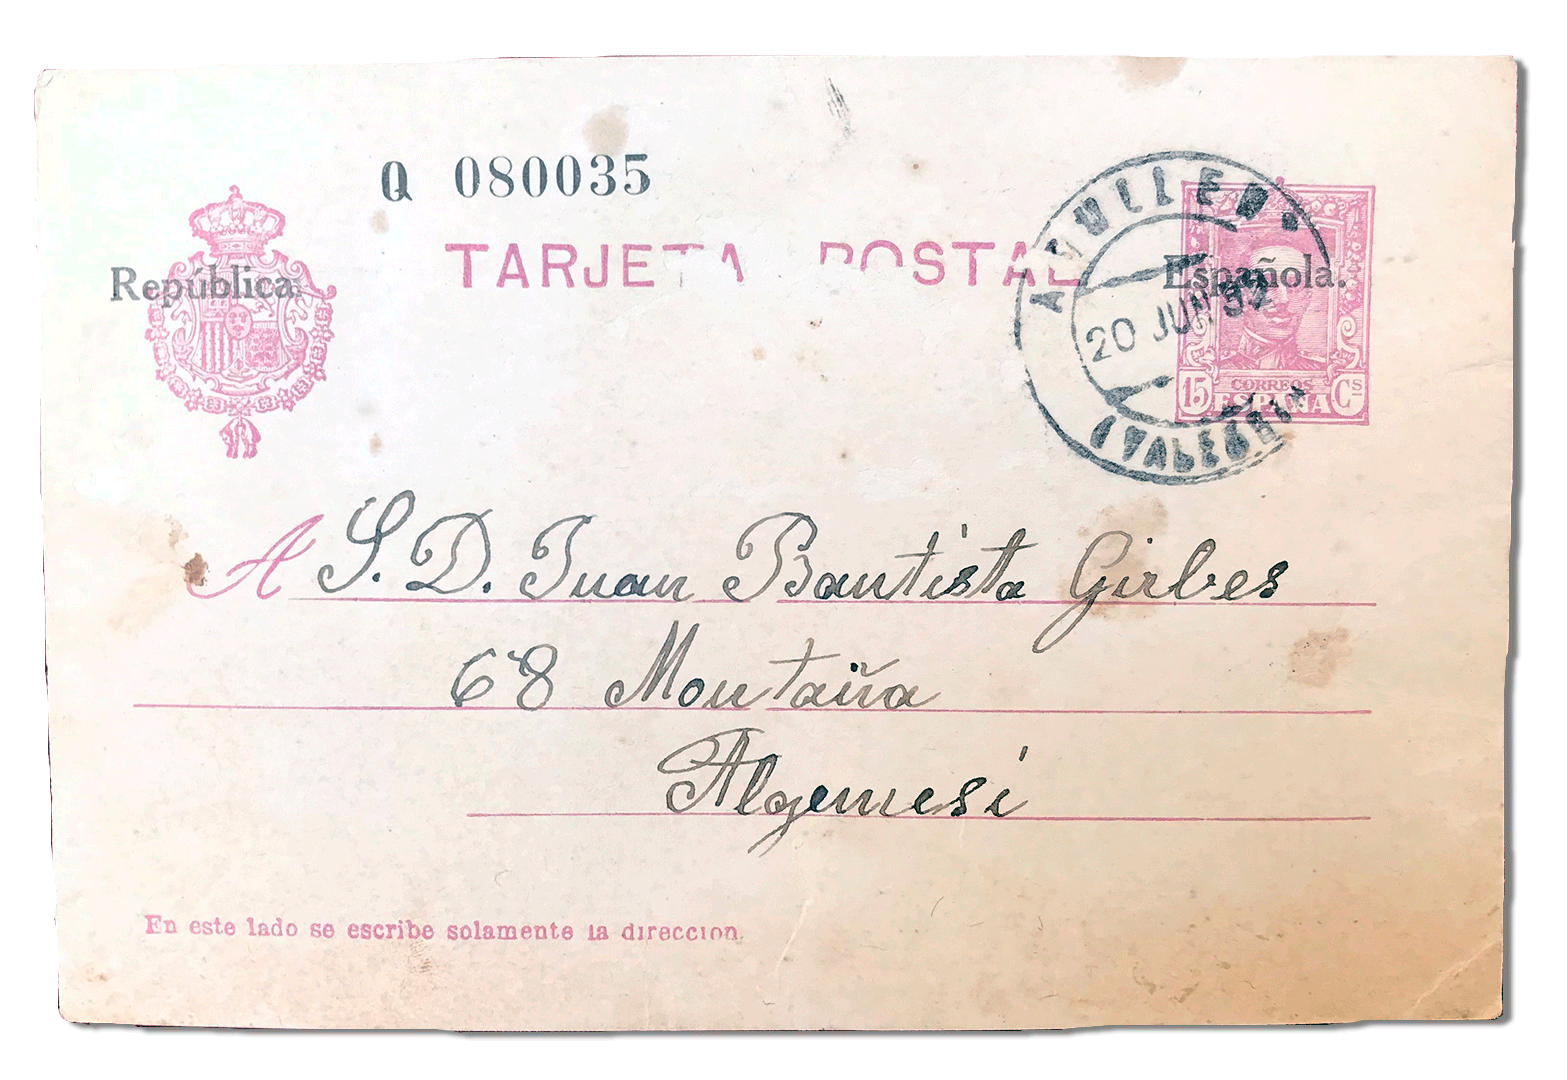 Q 080035
TARJETA POSTAL
República
Española.
20 JUN 32
15 CORREOS Cs
ESPAÑA
A S. D. Juan Bautista Girbes
68 Montaña
Algemesí
En este lado se escribe solamente la direccion.